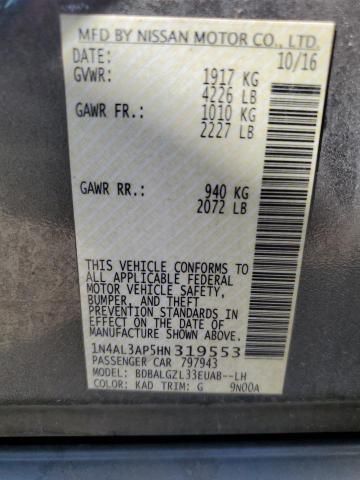 MFD BY NISSAN MOTOR CO., LTD.
DATE: 10/16
GVWR: 1917 KG
4226 LB
GAWR FR.: 1010 KG
2227 LB
GAWR RR.: 940 KG
2072 LB
THIS VEHICLE CONFORMS TO
ALL APPLICABLE FEDERAL
MOTOR VEHICLE SAFETY,
BUMPER, AND THEFT
PREVENTION STANDARDS IN
EFFECT ON THE DATE OF
MANUFACTURE SHOWN ABOVE.
1N4AL3AP5HN319553
PASSENGER CAR 797943
MODEL: BDBALGZL33EUAB--LH
COLOR: KAD TRIM: G 9N00A